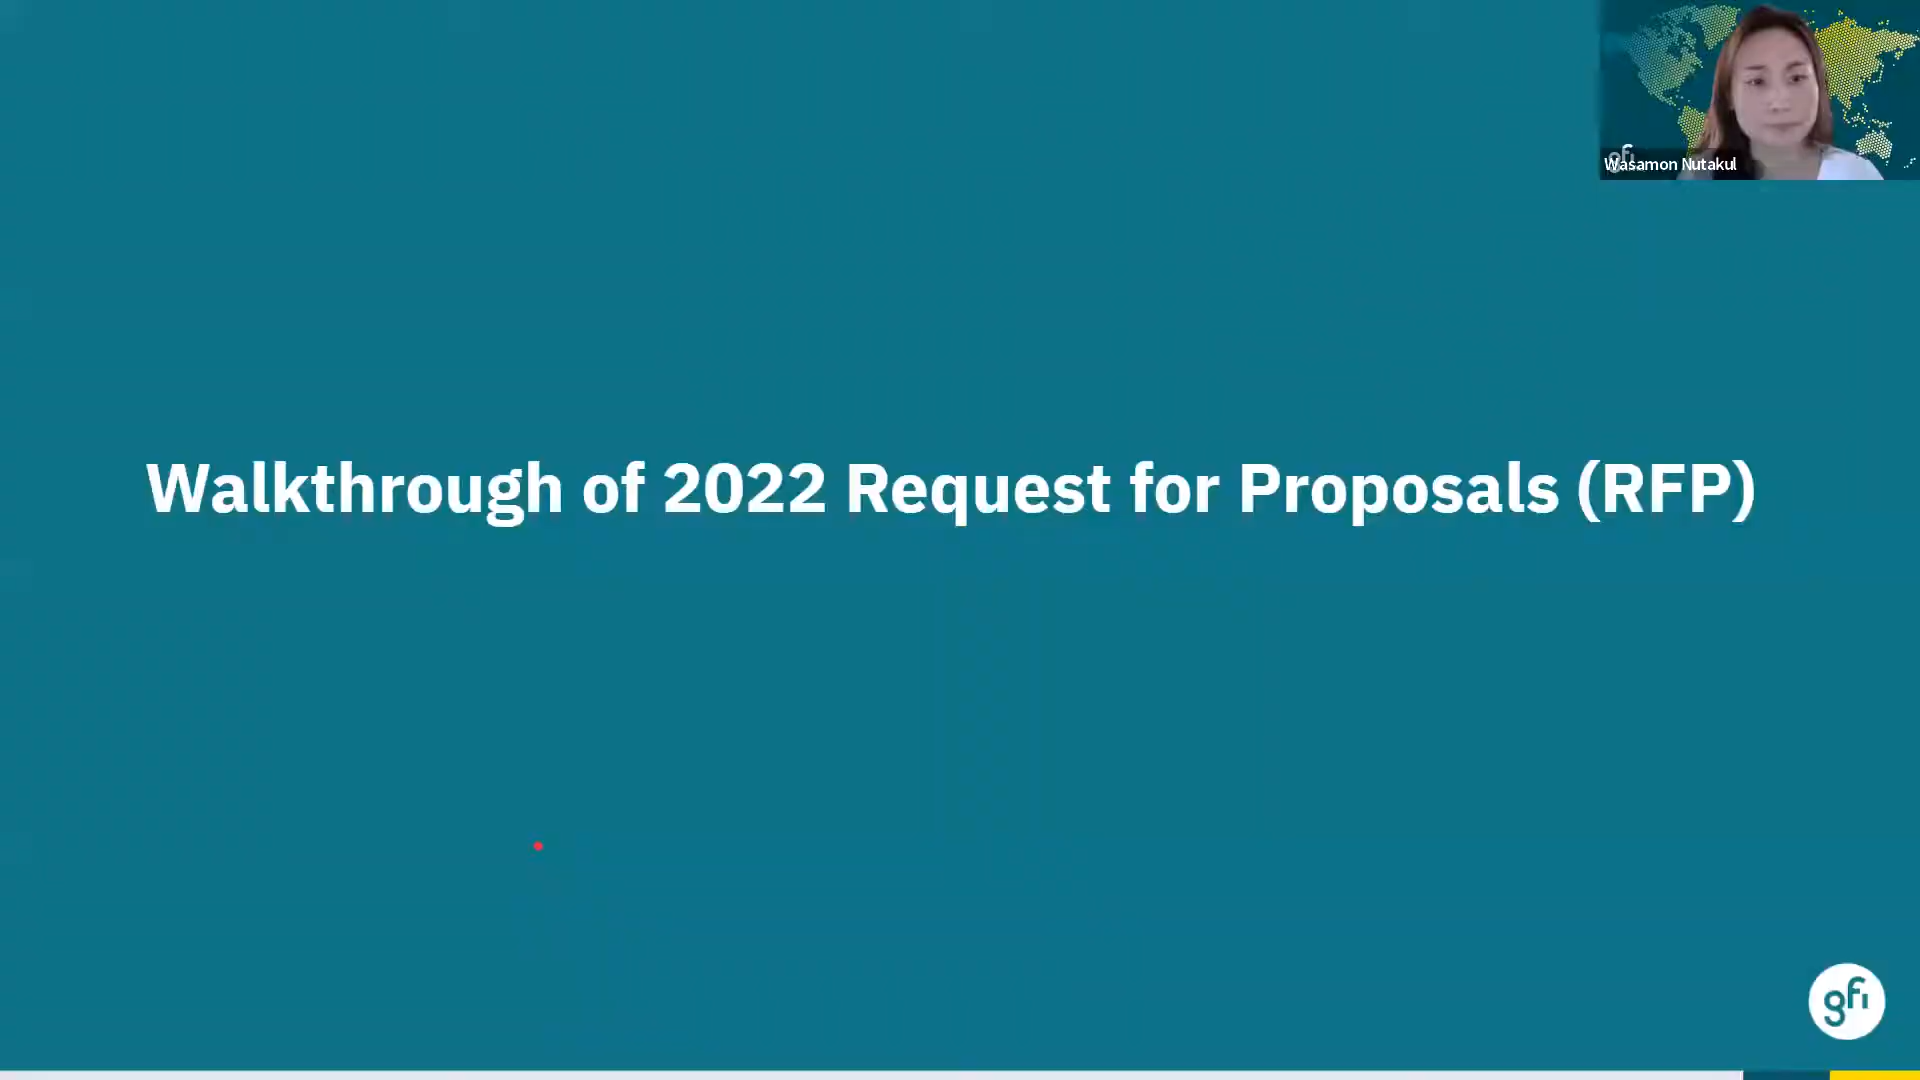 Wasamon Nutakul
Walkthrough of 2022 Request for Proposals (RFP)
gfi